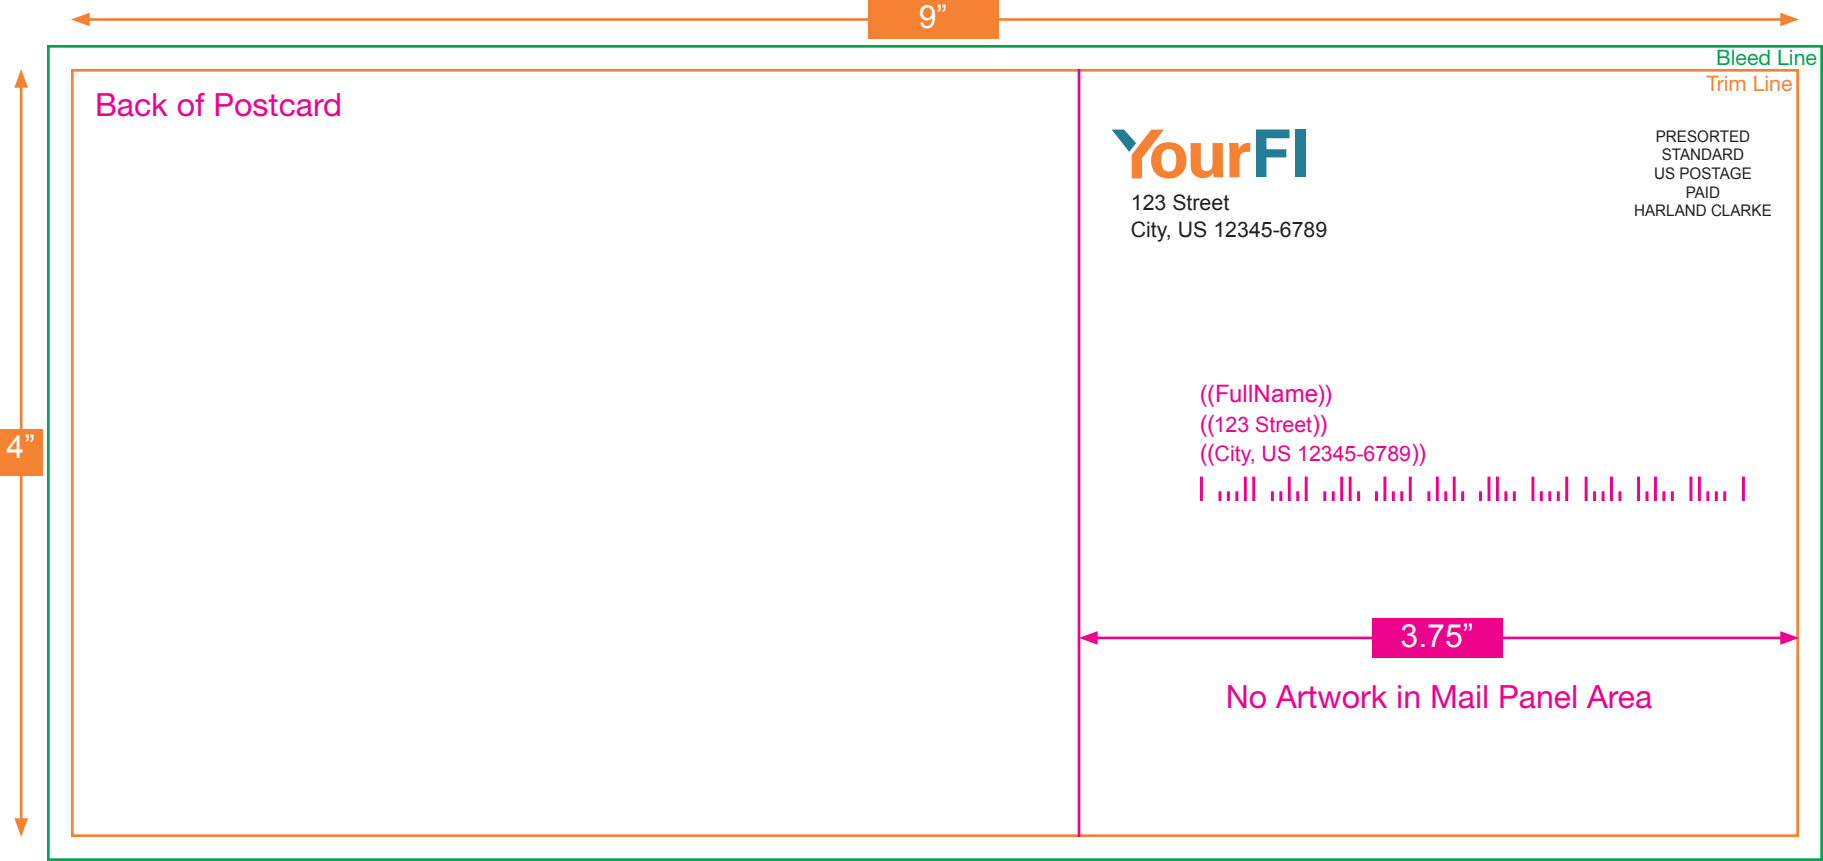 9”
Bleed Line
Trim Line
Back of Postcard
YourFI
123 Street
City, US 12345-6789
PRESORTED
STANDARD
US POSTAGE
PAID
HARLAND CLARKE
4”
((FullName))
((123 Street))
((City, US 12345-6789))
3.75”
No Artwork in Mail Panel Area